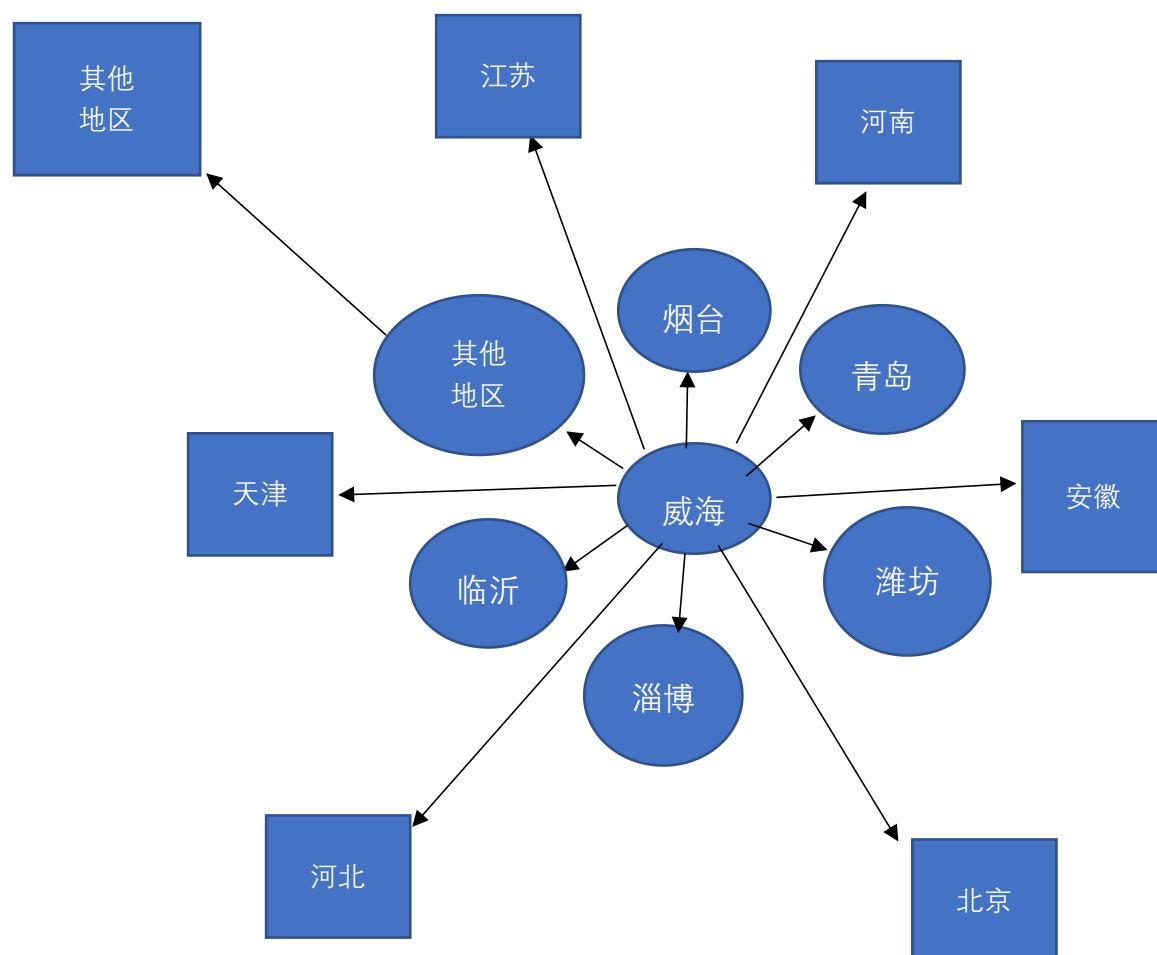 其他
地区
江苏
河南
烟台
其他
地区
青岛
天津
威海
安徽
临沂
潍坊
淄博
河北
北京